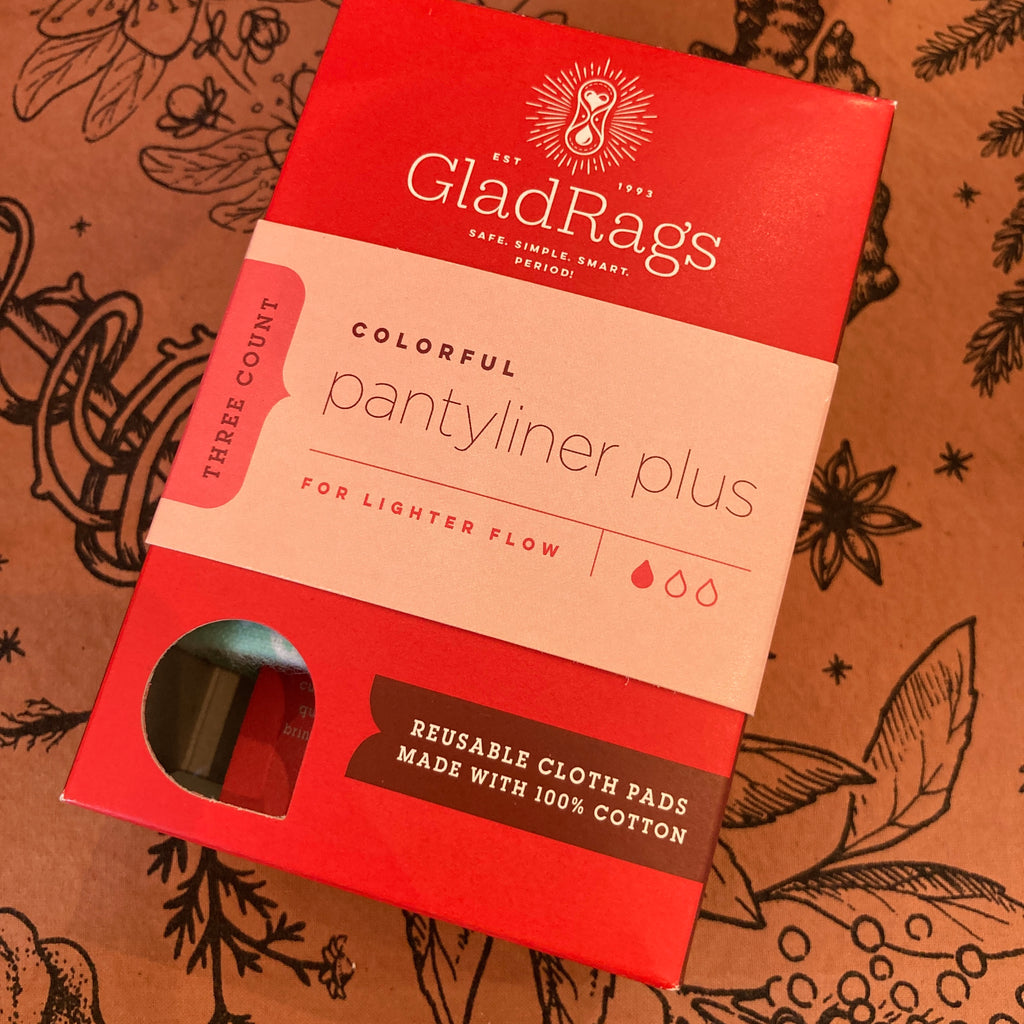 EST 1993
GladRags
SAFE. SIMPLE. SMART.
PERIOD!
THREE COUNT
COLORFUL
pantyliner plus
FOR LIGHTER FLOW
REUSABLE CLOTH PADS
MADE WITH 100% COTTON